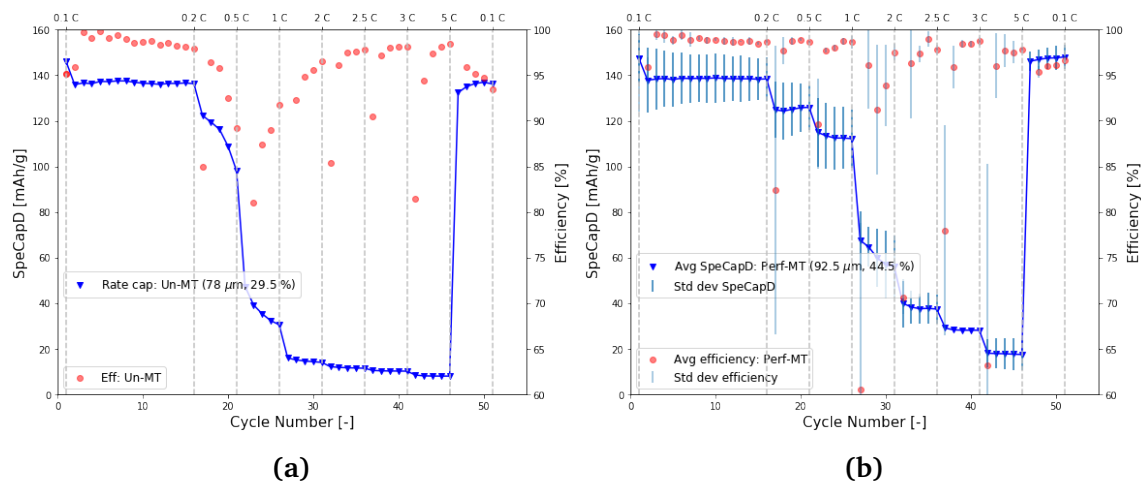 0.1 C 0.2 C 0.5 C 1 C 2 C 2.5 C 3 C 5 C 0.1 C
160 140 120 100 80 60 40 20 0
SpeCapD [mAh/g]
Rate cap: Un-MT (78 μm, 29.5 %)
Eff: Un-MT
100 95 90 85 80 75 70 65 60
Efficiency [%]
0 10 20 30 40 50
Cycle Number [-]
(a)
0.1 C 0.2 C 0.5 C 1 C 2 C 2.5 C 3 C 5 C 0.1 C
160 140 120 100 80 60 40 20 0
SpeCapD [mAh/g]
Avg SpeCapD: Perf-MT (92.5 μm, 44.5 %)
Std dev SpeCapD
Avg efficiency: Perf-MT
Std dev efficiency
100 95 90 85 80 75 70 65 60
Efficiency [%]
0 10 20 30 40 50
Cycle Number [-]
(b)